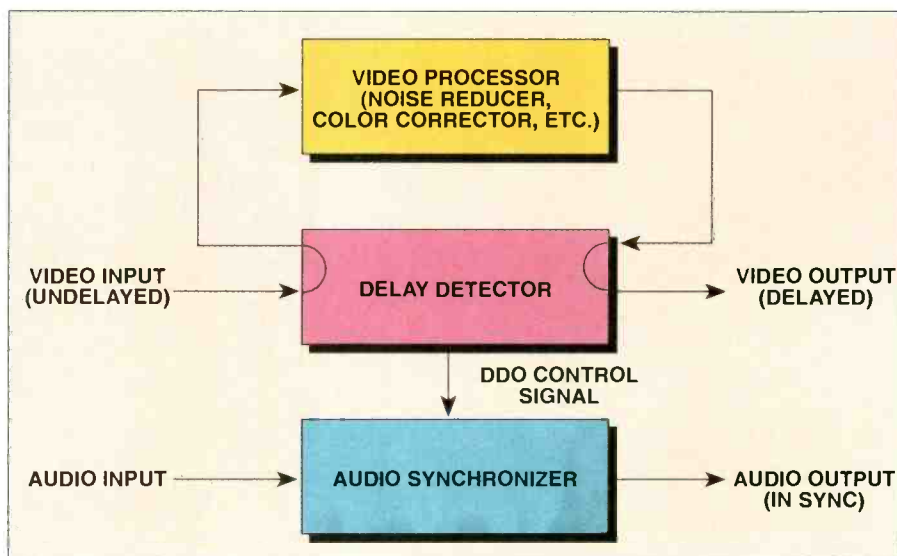 VIDEO PROCESSOR
(NOISE REDUCER,
COLOR CORRECTOR, ETC.)
VIDEO INPUT
(UNDELAYED)
DELAY DETECTOR
VIDEO OUTPUT
(DELAYED)
DDO CONTROL
SIGNAL
AUDIO INPUT
AUDIO SYNCHRONIZER
AUDIO OUTPUT
(IN SYNC)